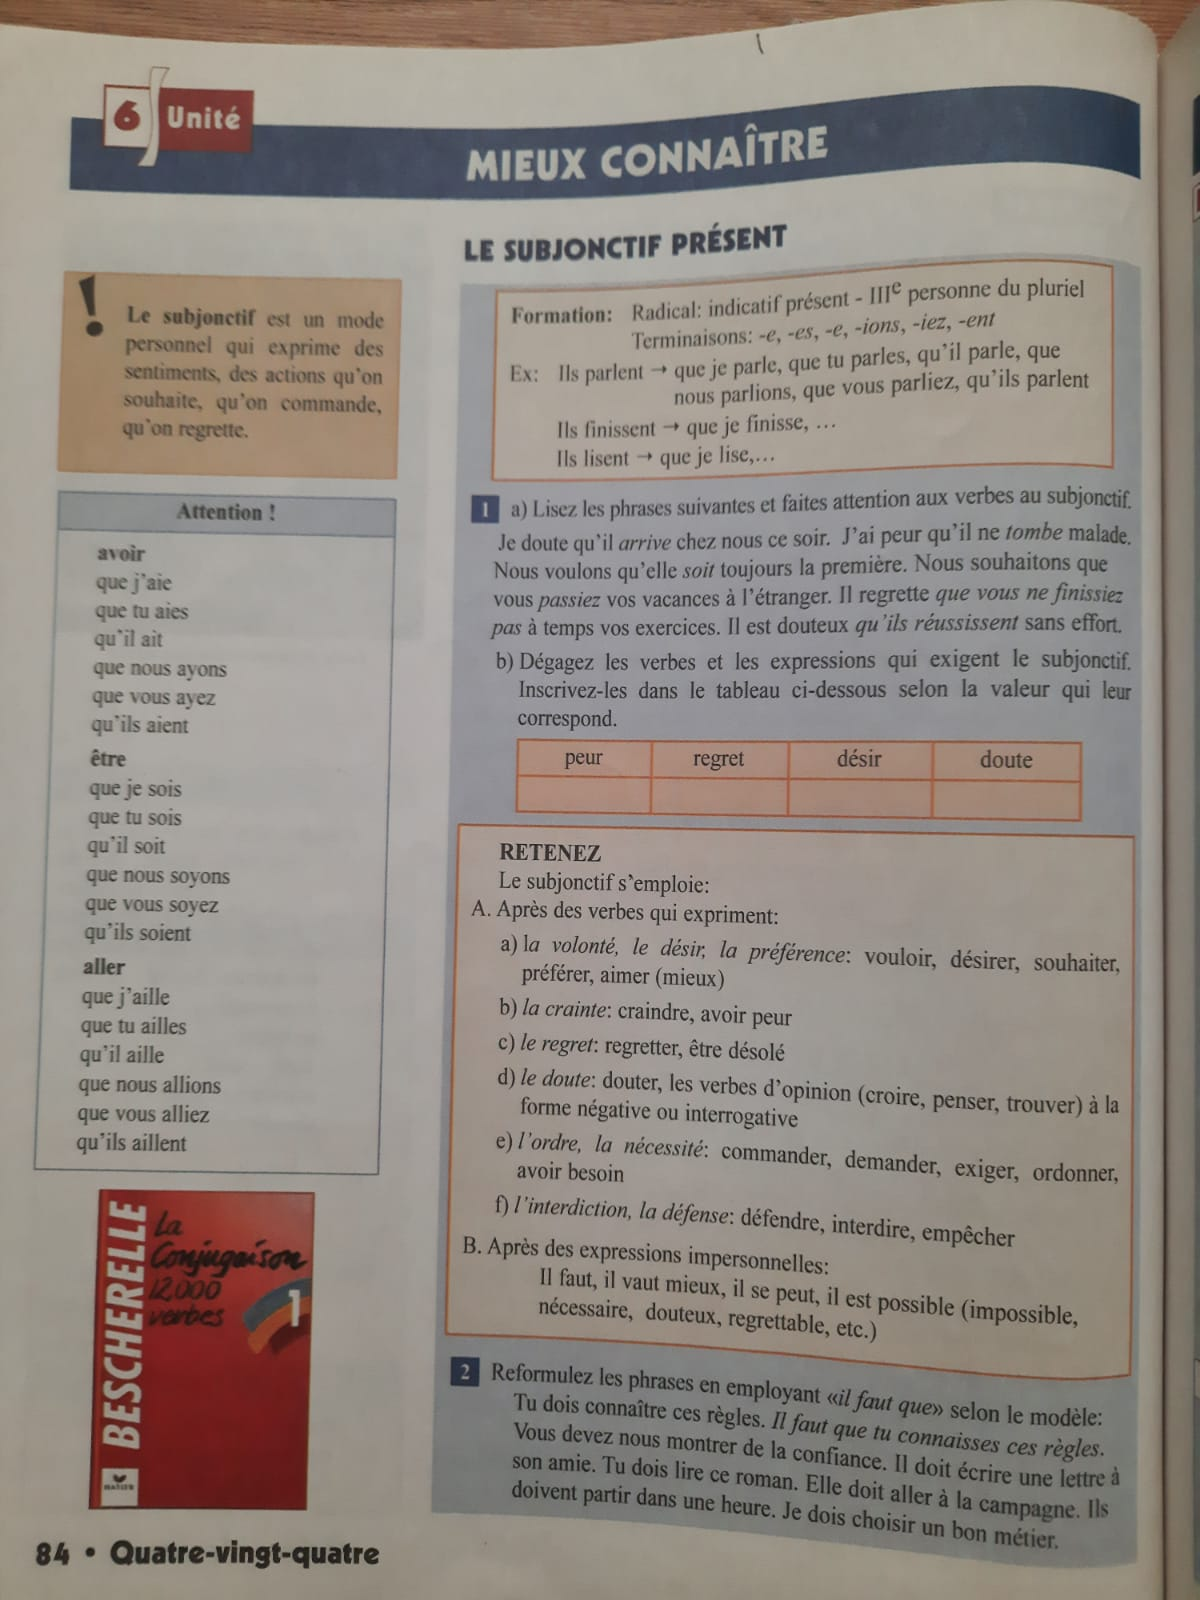 6 Unité
MIEUX CONNAÎTRE
LE SUBJONCTIF PRÉSENT
!
Le subjonctif est un mode
personnel qui exprime des
sentiments, des actions qu'on
souhaite, qu'on commande,
qu'on regrette.
Attention !
avoir
que j'aie
que tu aies
qu'il ait
que nous ayons
que vous ayez
qu'ils aient
être
que je sois
que tu sois
qu'il soit
que nous soyons
que vous soyez
qu'ils soient
aller
que j'aille
que tu ailles
qu'il aille
que nous allions
que vous alliez
qu'ils aillent
BESCHERELLE
La
Conjugaison
12.000
verbes
1
HATIER
Formation: Radical: indicatif présent - IIIe personne du pluriel
Terminaisons: -e, -es, -e, -ions, -iez, -ent
Ex: Ils parlent → que je parle, que tu parles, qu'il parle, que
nous parlions, que vous parliez, qu'ils parlent
Ils finissent → que je finisse, …
Ils lisent → que je lise,…
1 a) Lisez les phrases suivantes et faites attention aux verbes au subjonctif.
Je doute qu'il arrive chez nous ce soir. J'ai peur qu'il ne tombe malade.
Nous voulons qu'elle soit toujours la première. Nous souhaitons que
vous passiez vos vacances à l'étranger. Il regrette que vous ne finissiez
pas à temps vos exercices. Il est douteux qu'ils réussissent sans effort.
b) Dégagez les verbes et les expressions qui exigent le subjonctif.
Inscrivez-les dans le tableau ci-dessous selon la valeur qui leur
correspond.
peur regret désir doute
RETENEZ
Le subjonctif s'emploie:
A. Après des verbes qui expriment:
a) la volonté, le désir, la préférence: vouloir, désirer, souhaiter,
préférer, aimer (mieux)
b) la crainte: craindre, avoir peur
c) le regret: regretter, être désolé
d) le doute: douter, les verbes d'opinion (croire, penser, trouver) à la
forme négative ou interrogative
e) l'ordre, la nécessité: commander, demander, exiger, ordonner,
avoir besoin
f) l'interdiction, la défense: défendre, interdire, empêcher
B. Après des expressions impersonnelles:
Il faut, il vaut mieux, il se peut, il est possible (impossible,
nécessaire, douteux, regrettable, etc.)
2 Reformulez les phrases en employant «il faut que» selon le modèle:
Tu dois connaître ces règles. Il faut que tu connaisses ces règles.
Vous devez nous montrer de la confiance. Il doit écrire une lettre à
son amie. Tu dois lire ce roman. Elle doit aller à la campagne. Ils
doivent partir dans une heure. Je dois choisir un bon métier.
84 • Quatre-vingt-quatre